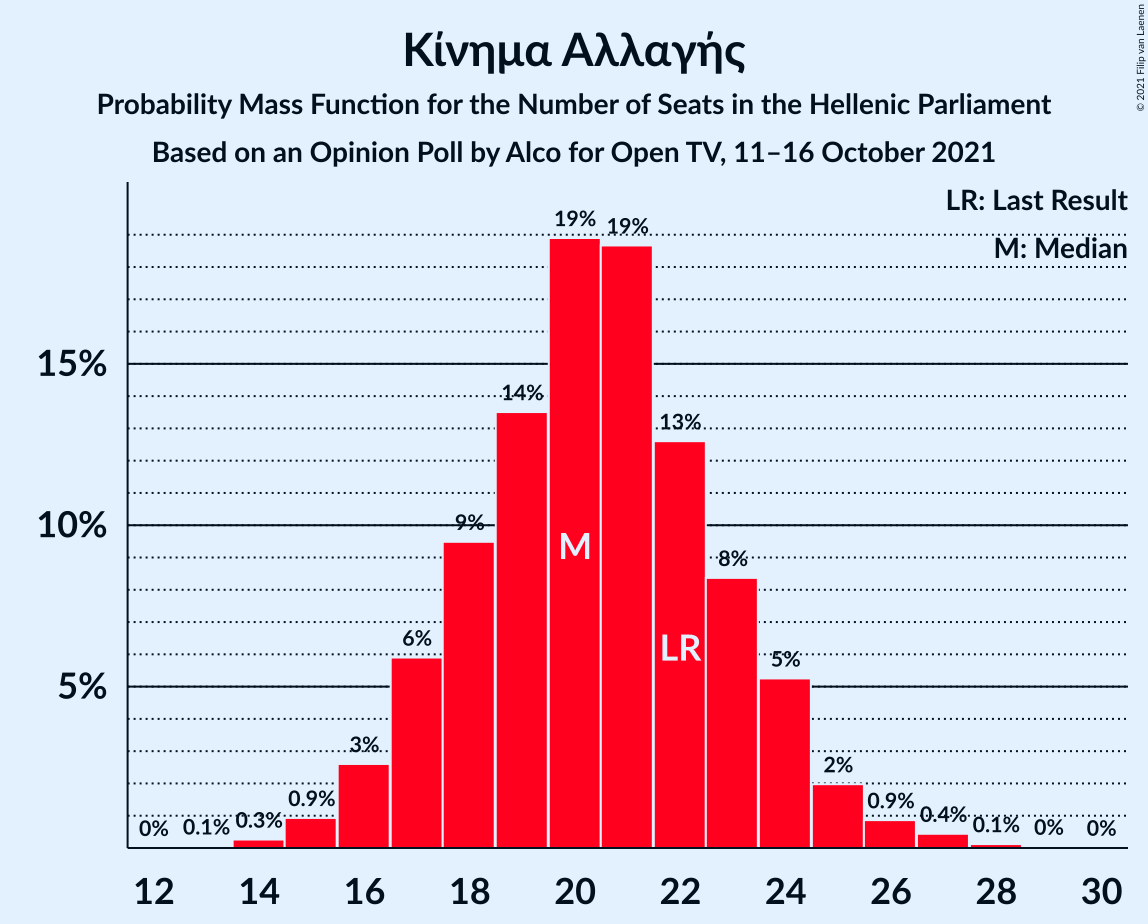 Κίνημα Αλλαγής
Probability Mass Function for the Number of Seats in the Hellenic Parliament
Based on an Opinion Poll by Alco for Open TV, 11–16 October 2021
© 2021 Filip van Laenen
LR: Last Result
M: Median
15%
10%
5%
0%
0.1%
0.3%
0.9%
3%
6%
9%
14%
19%
19%
13%
8%
5%
2%
0.9%
0.4%
0.1%
0%
0%
M
LR
12 14 16 18 20 22 24 26 28 30